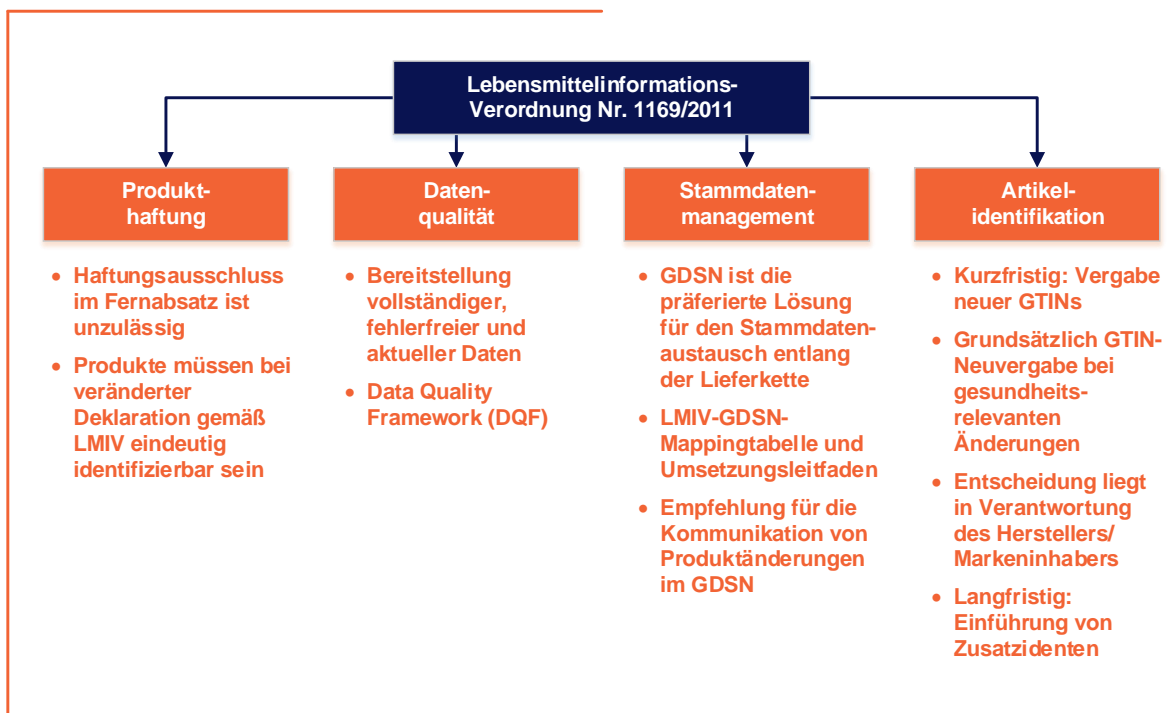 Lebensmittelinformations-
Verordnung Nr. 1169/2011
Produkt-
haftung
• Haftungsausschluss
im Fernabsatz ist
unzulässig
• Produkte müssen bei
veränderter
Deklaration gemäß
LMIV eindeutig
identifizierbar sein
Daten-
qualität
• Bereitstellung
vollständiger,
fehlerfreier und
aktueller Daten
• Data Quality
Framework (DQF)
Stammdaten-
management
• GDSN ist die
präferierte Lösung
für den Stammdaten-
austausch entlang
der Lieferkette
• LMIV-GDSN-
Mappingtabelle und
Umsetzungsleitfaden
• Empfehlung für die
Kommunikation von
Produktänderungen
im GDSN
Artikel-
identifikation
• Kurzfristig: Vergabe
neuer GTINs
• Grundsätzlich GTIN-
Neuvergabe bei
gesundheits-
relevanten
Änderungen
• Entscheidung liegt
in Verantwortung
des Herstellers/
Markeninhabers
• Langfristig:
Einführung von
Zusatzidenten